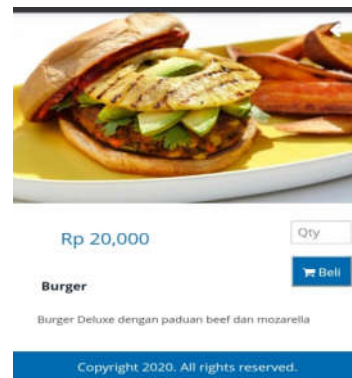 Rp 20,000
Qty
Beli
Burger
Burger Deluxe dengan paduan beef dan mozarella
Copyright 2020. All rights reserved.